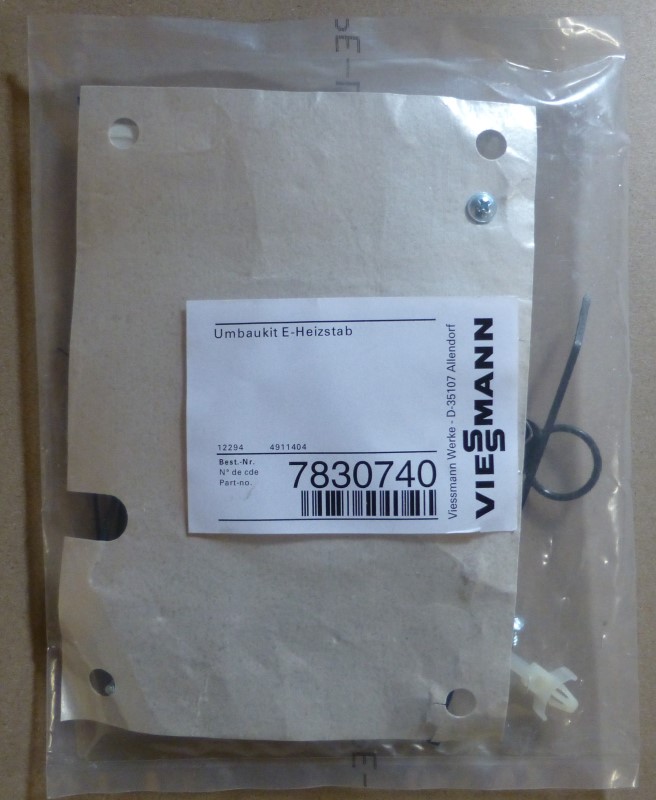 Umbaukit E-Heizstab
12294 4911404
Best.-Nr.
N° de cde
Part-no.
7830740
Viessmann Werke - D-35107 Allendorf
VIESSMANN